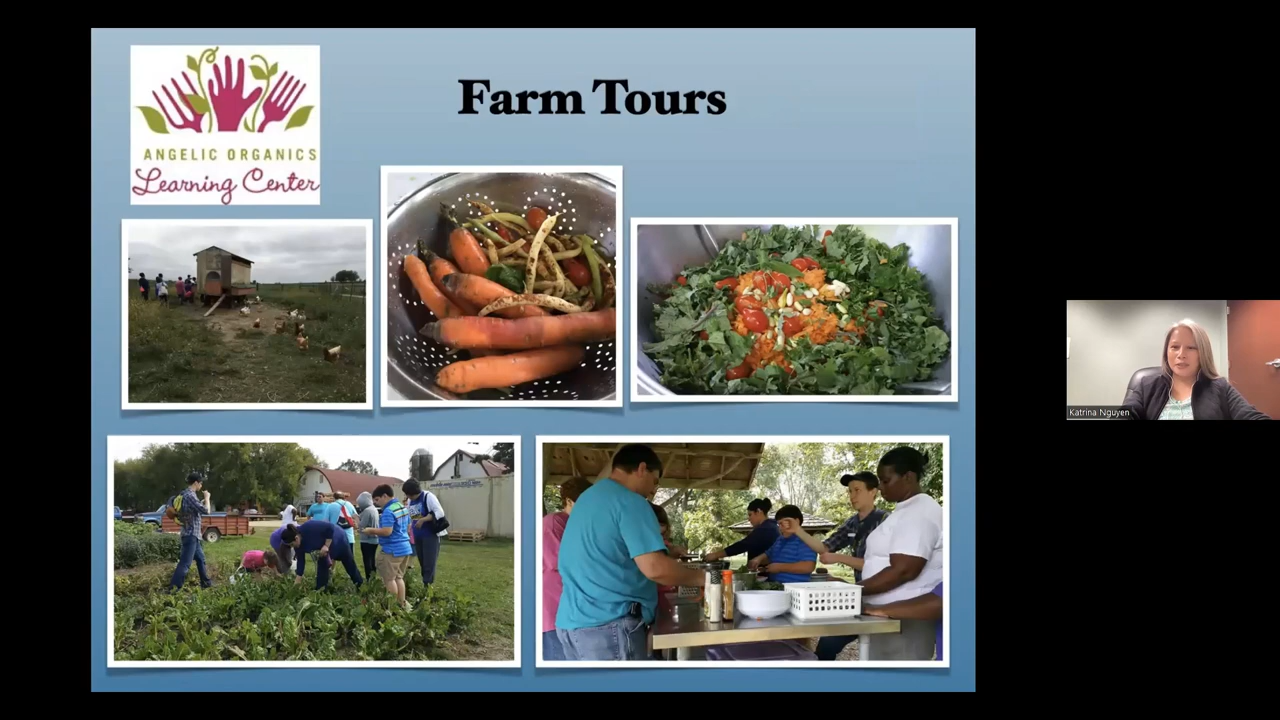 Farm Tours
ANGELIC ORGANICS
Learning Center
Katrina Nguyen